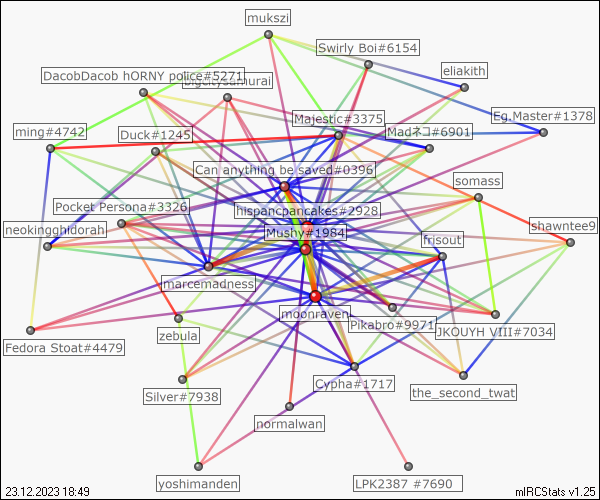 mukszi
Swirly Boi#6154
eliakith
DacobDacob hORNY police#5271
bigcitysamurai
Majestic#3375
Eg.Master#1378
ming#4742
Duck#1245
Madネコ#6901
Can anything be saved#0396
somass
Pocket Persona#3326
hispancpancakes#2928
neokingghidorah
Mushy#1984
frjsout
shawntee9
marcemadness
moonraven
Pikabro#9971
JKOUYH VIII#7034
Fedora Stoat#4479
zebula
Silver#7938
Cypha#1717
the_second_twat
normalwan
yoshimanden
LPK2387 #7690
23.12.2023 18:49
mIRCStats v1.25